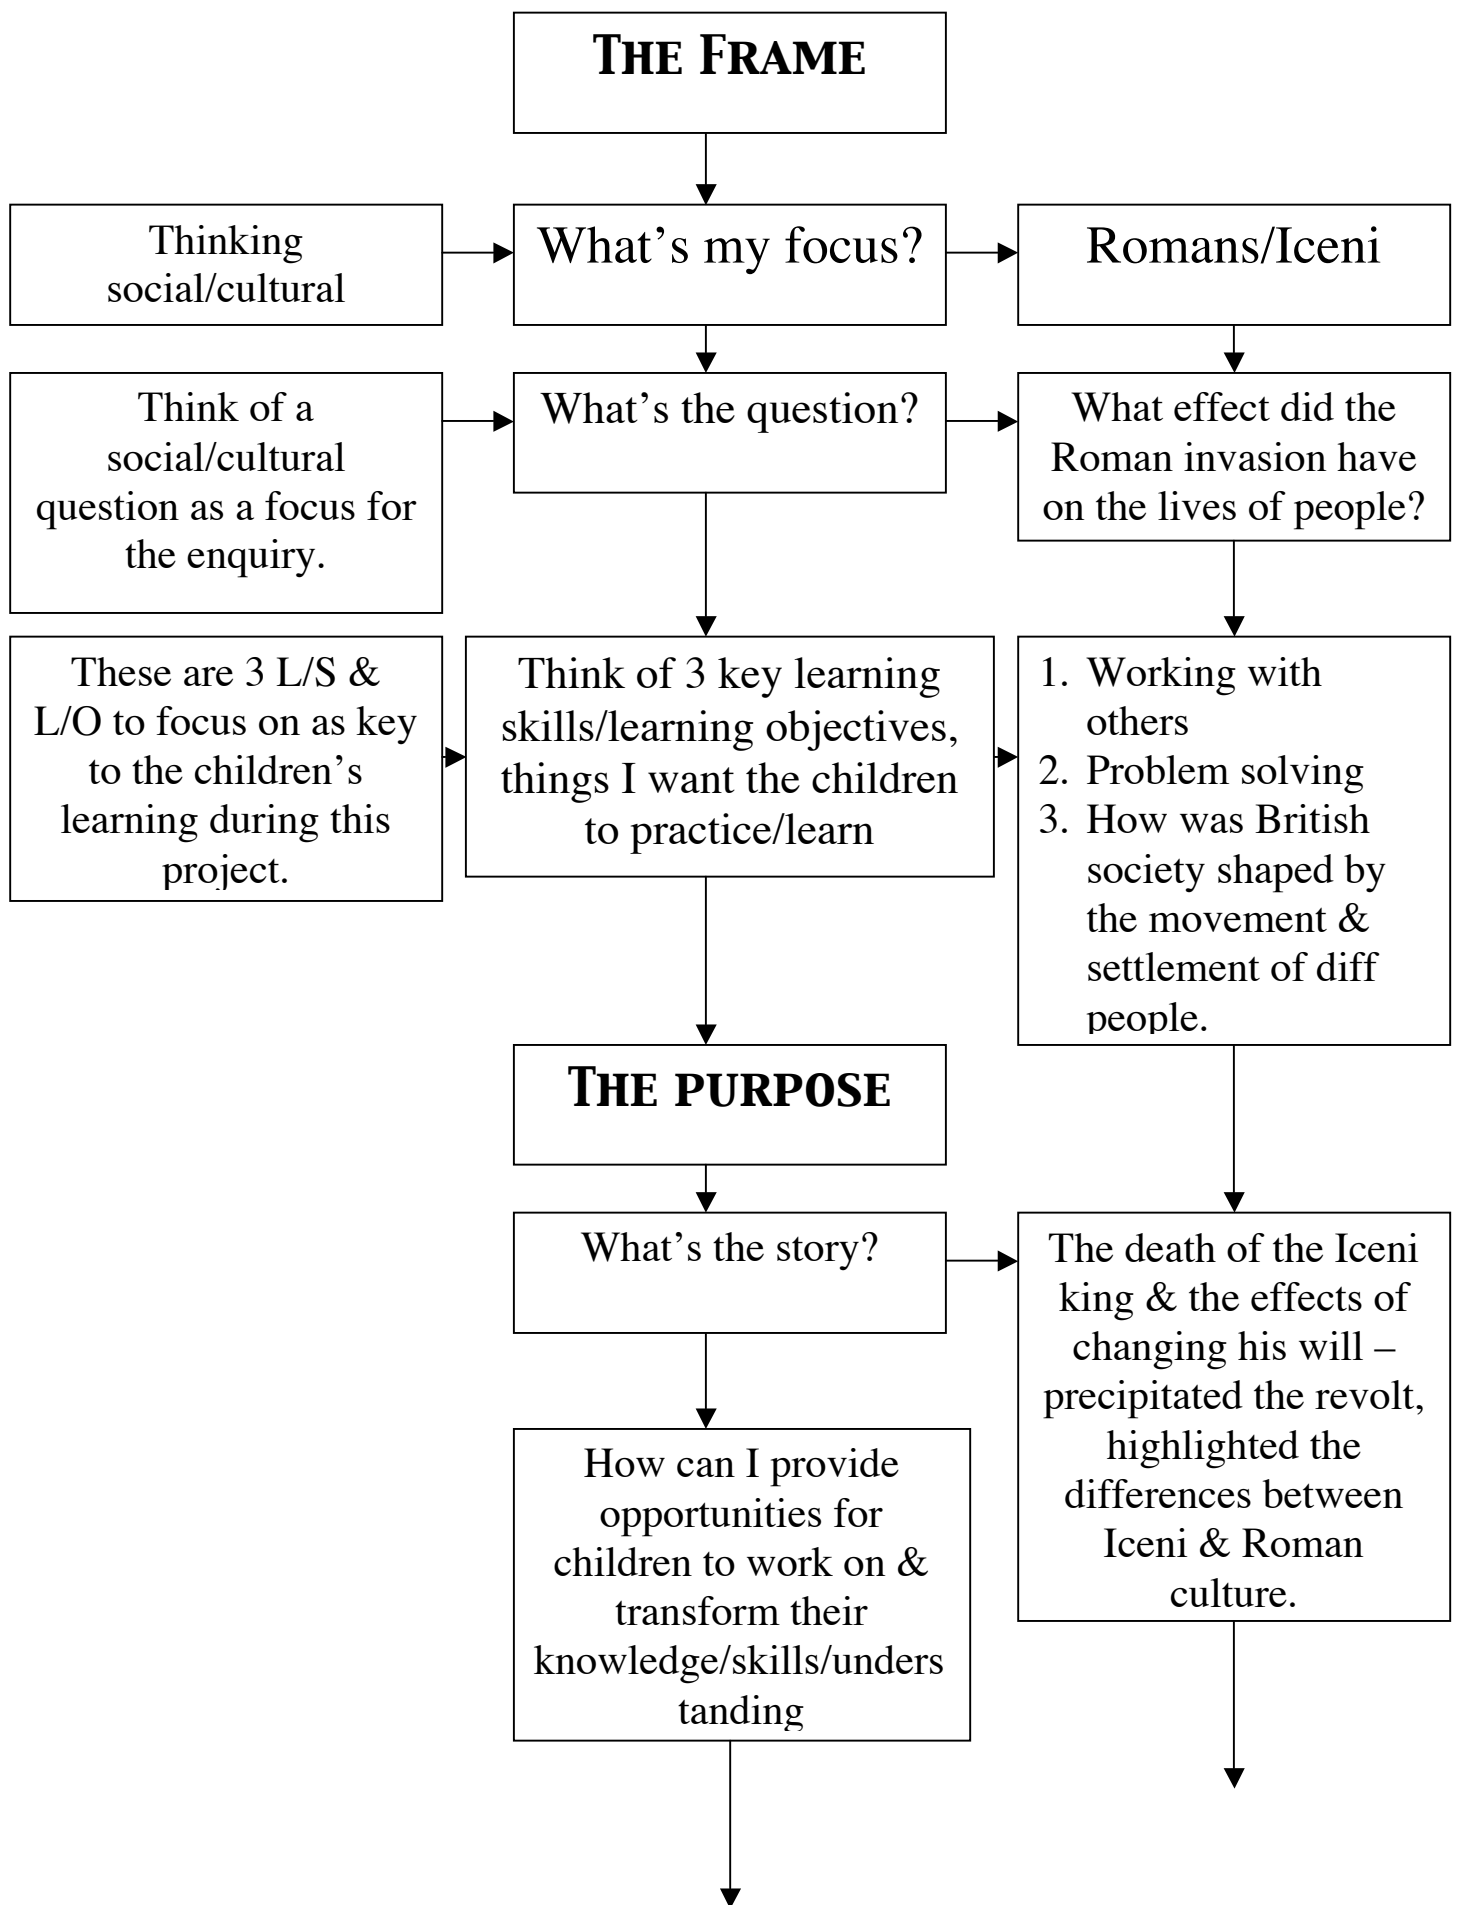 THE FRAME
Thinking
social/cultural
What's my focus?
Romans/Iceni
Think of a
social/cultural
question as a focus for
the enquiry.
What's the question?
What effect did the
Roman invasion have
on the lives of people?
These are 3 L/S &
L/O to focus on as key
to the children's
learning during this
project.
Think of 3 key learning
skills/learning objectives,
things I want the children
to practice/learn
1. Working with
others
2. Problem solving
3. How was British
society shaped by
the movement &
settlement of diff
people.
THE PURPOSE
What's the story?
The death of the Iceni
king & the effects of
changing his will –
precipitated the revolt,
highlighted the
differences between
Iceni & Roman
culture.
How can I provide
opportunities for
children to work on &
transform their
knowledge/skills/unders
tanding